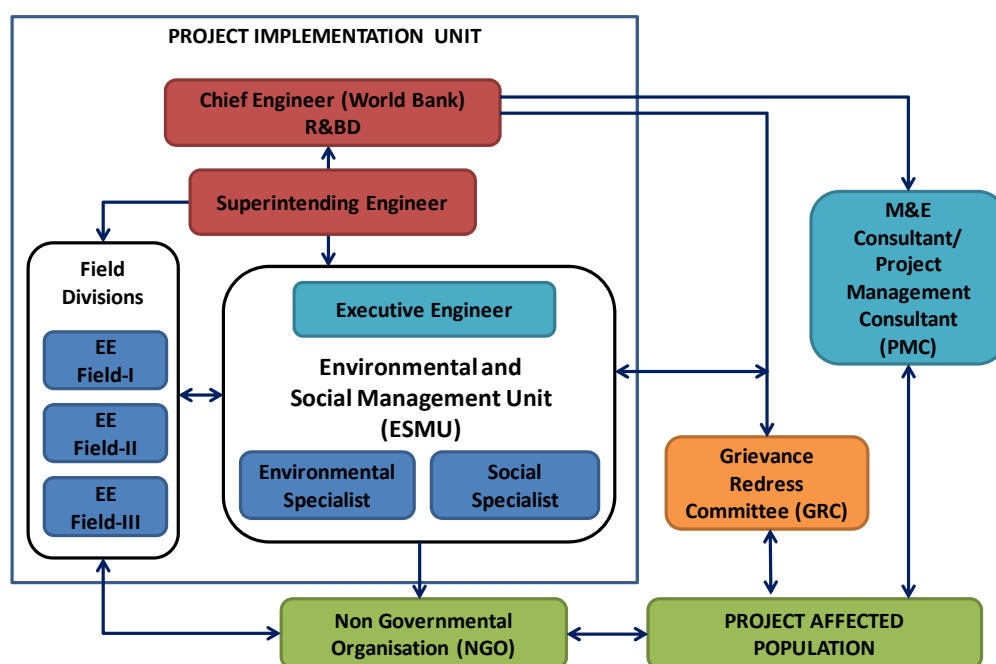 PROJECT IMPLEMENTATION UNIT
Chief Engineer (World Bank)
R&BD
Superintending Engineer
M&E
Consultant/
Project
Management
Consultant
(PMC)
Field
Divisions
EE
Field-I
EE
Field-II
EE
Field-III
Executive Engineer
Environmental and
Social Management Unit
(ESMU)
Environmental
Specialist
Social
Specialist
Grievance
Redress
Committee (GRC)
Non Governmental
Organisation (NGO)
PROJECT AFFECTED
POPULATION